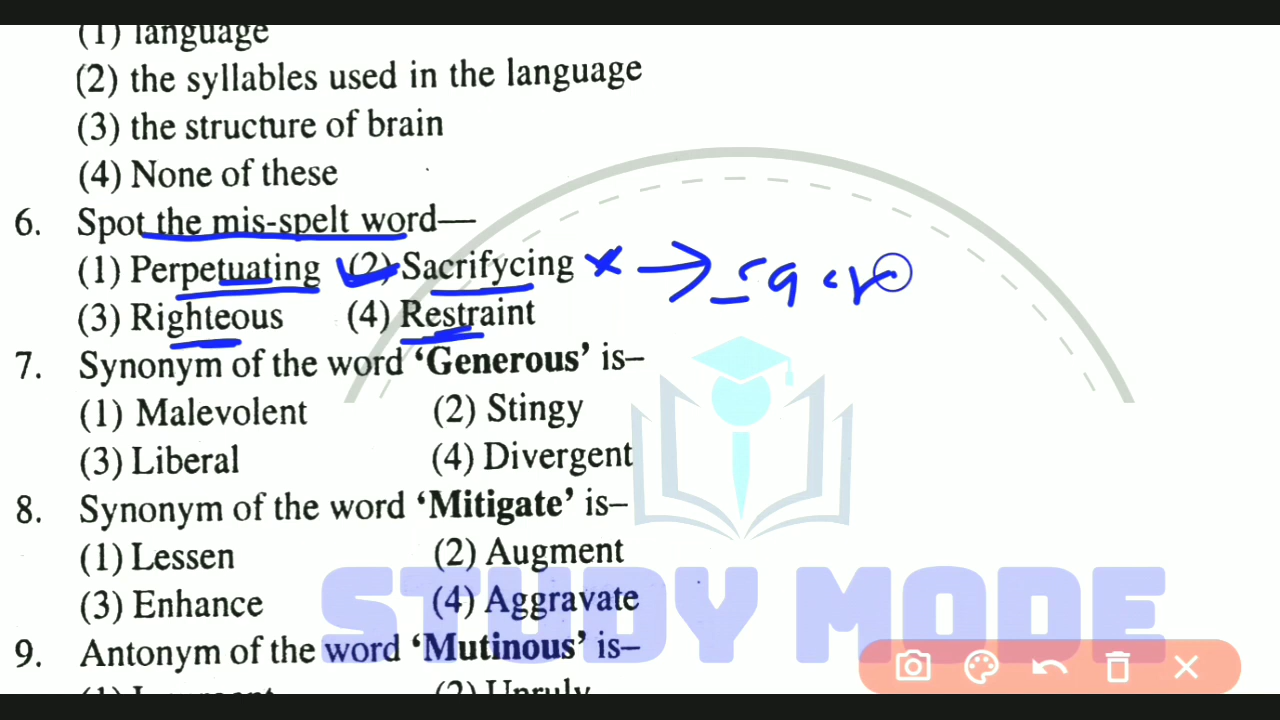 (1) language
(2) the syllables used in the language
(3) the structure of brain
(4) None of these
6. Spot the mis-spelt word—
(1) Perpetuating (2) Sacrifycing
(3) Righteous (4) Restraint
7. Synonym of the word ‘Generous’ is–
(1) Malevolent (2) Stingy
(3) Liberal (4) Divergent
8. Synonym of the word ‘Mitigate’ is–
(1) Lessen (2) Augment
(3) Enhance (4) Aggravate
STUDY MODE
9. Antonym of the word ‘Mutinous’ is–
(2) Unruly